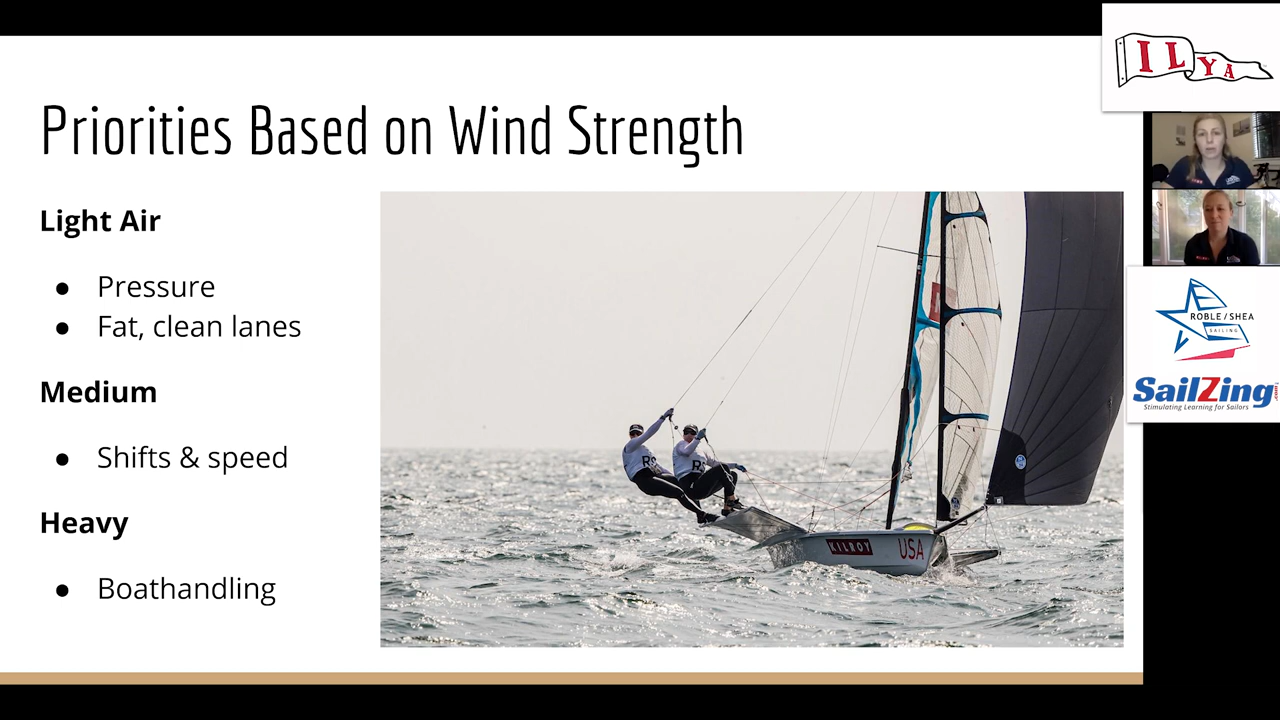 ILYA
Priorities Based on Wind Strength
Light Air
● Pressure
● Fat, clean lanes
Medium
● Shifts & speed
Heavy
● Boathandling
KILROY
USA
ROBLE/SHEA
SAILING
SailZing
Stimulating Learning for Sailors